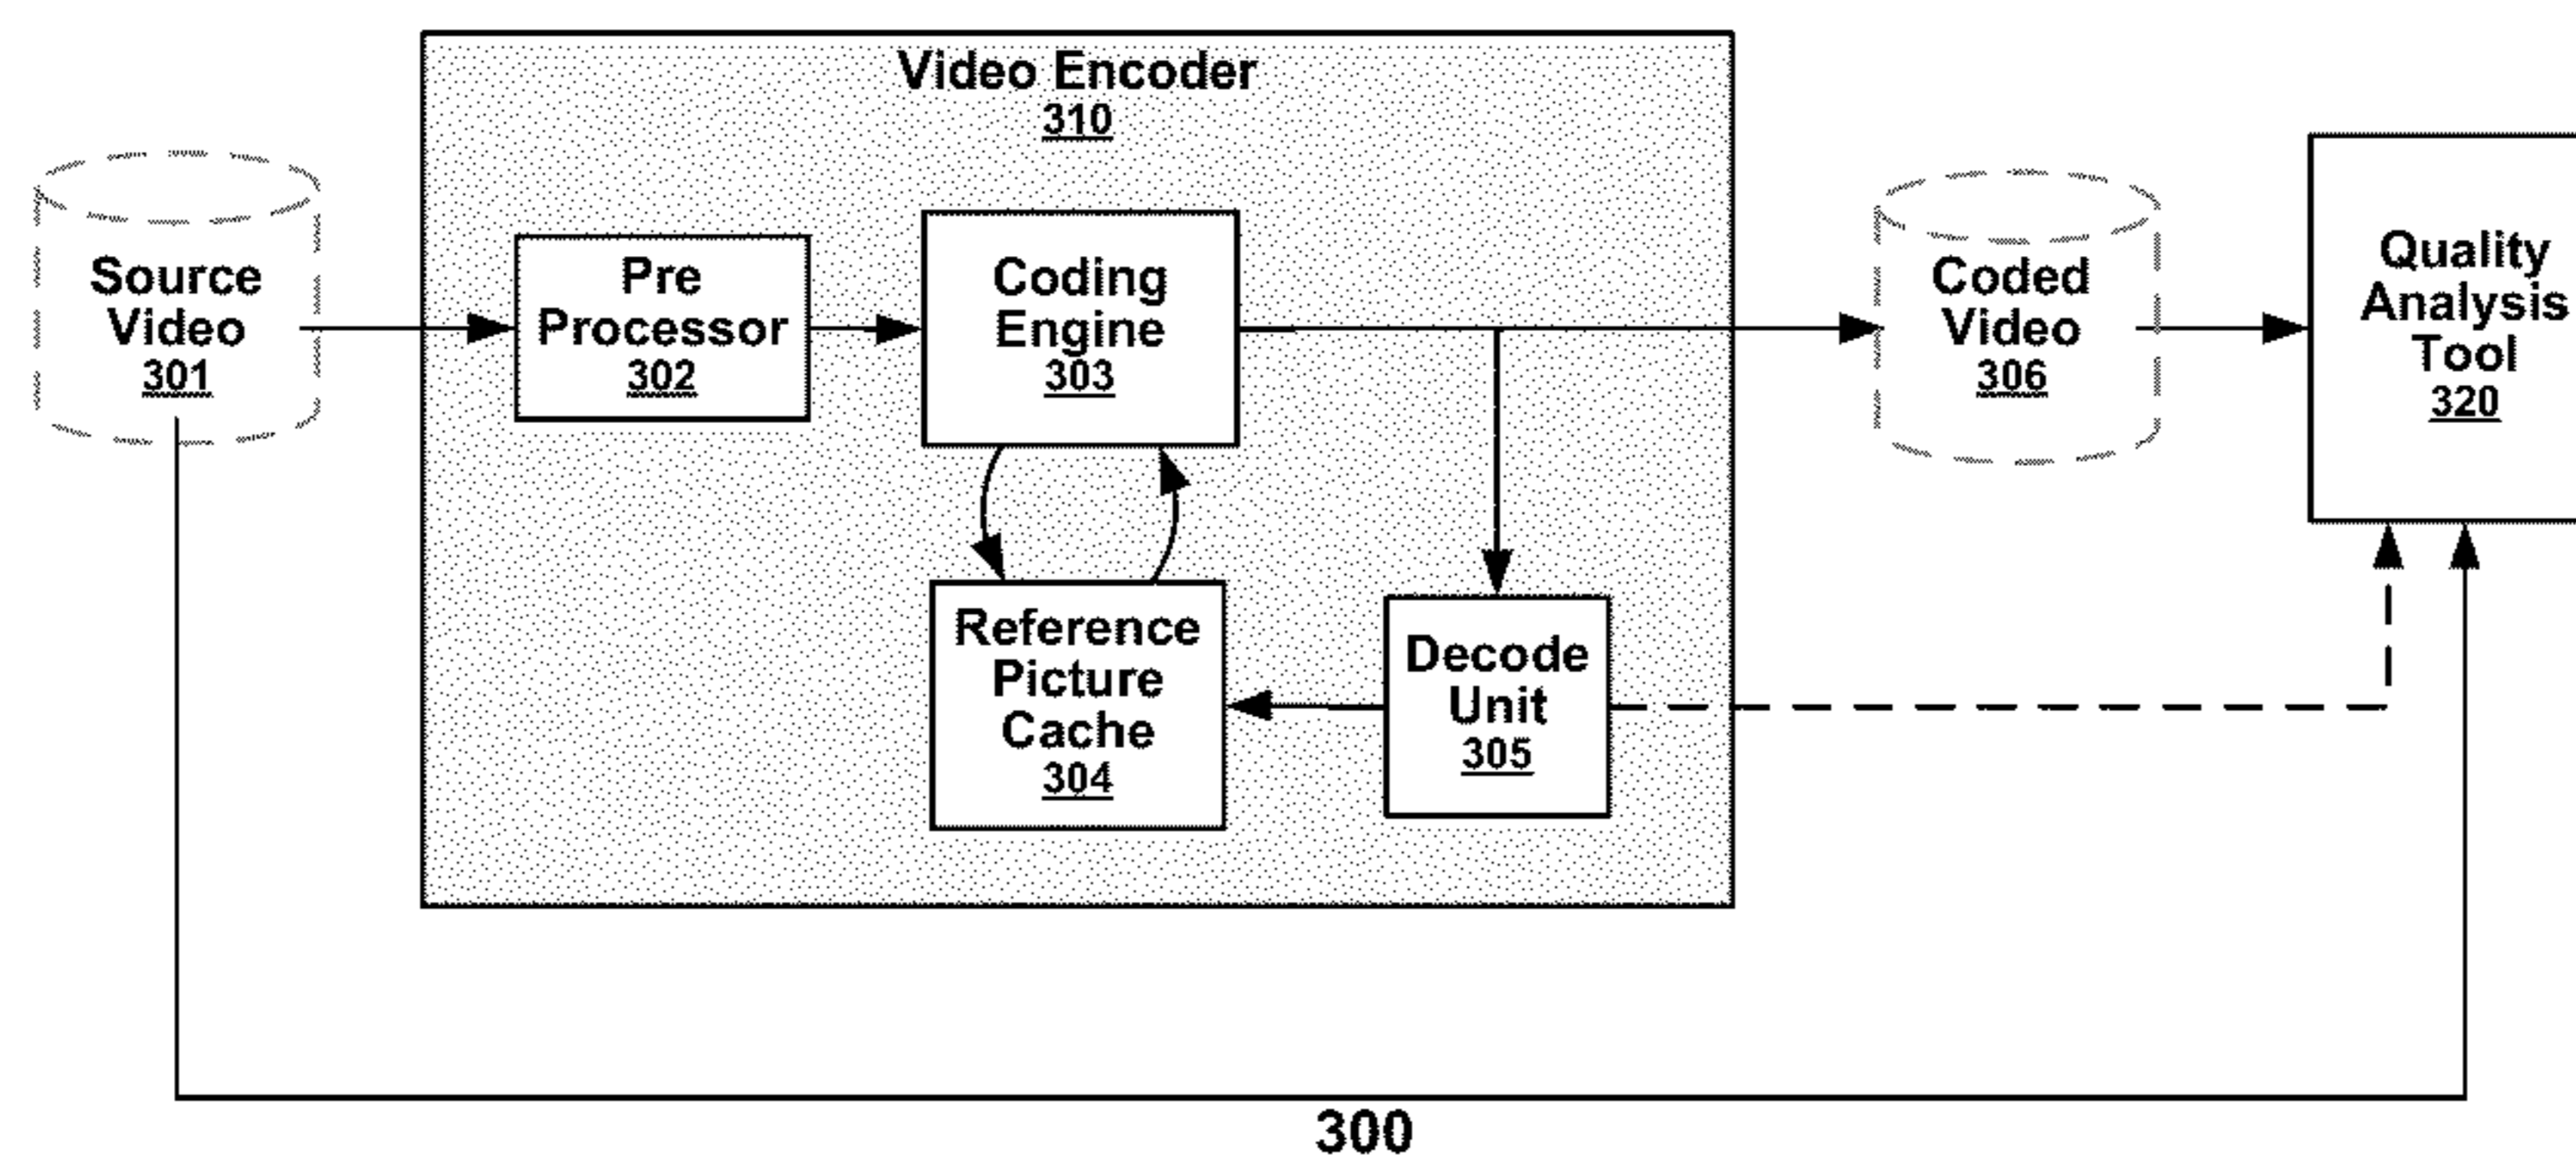 Video Encoder
310
Source
Video
301
Pre
Processor
302
Coding
Engine
303
Reference
Picture
Cache
304
Decode
Unit
305
Coded
Video
306
Quality
Analysis
Tool
320
300